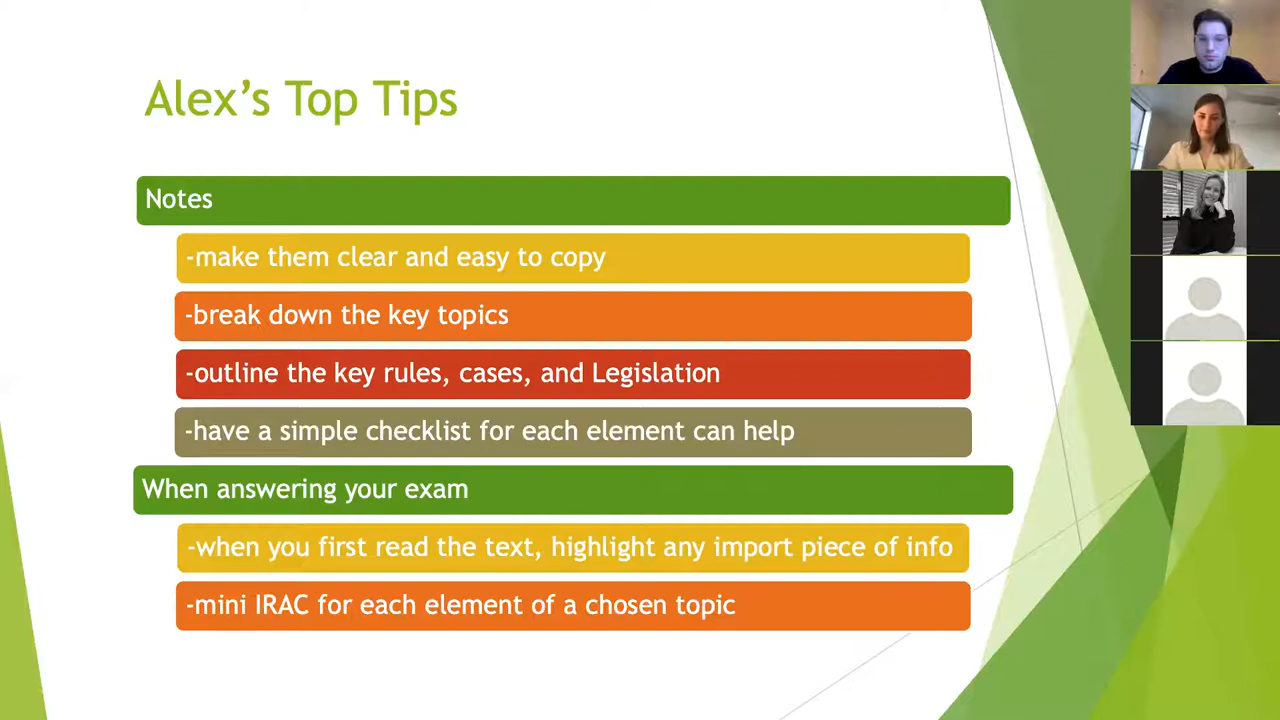 Alex's Top Tips
Notes
-make them clear and easy to copy
-break down the key topics
-outline the key rules, cases, and Legislation
-have a simple checklist for each element can help
When answering your exam
-when you first read the text, highlight any import piece of info
-mini IRAC for each element of a chosen topic